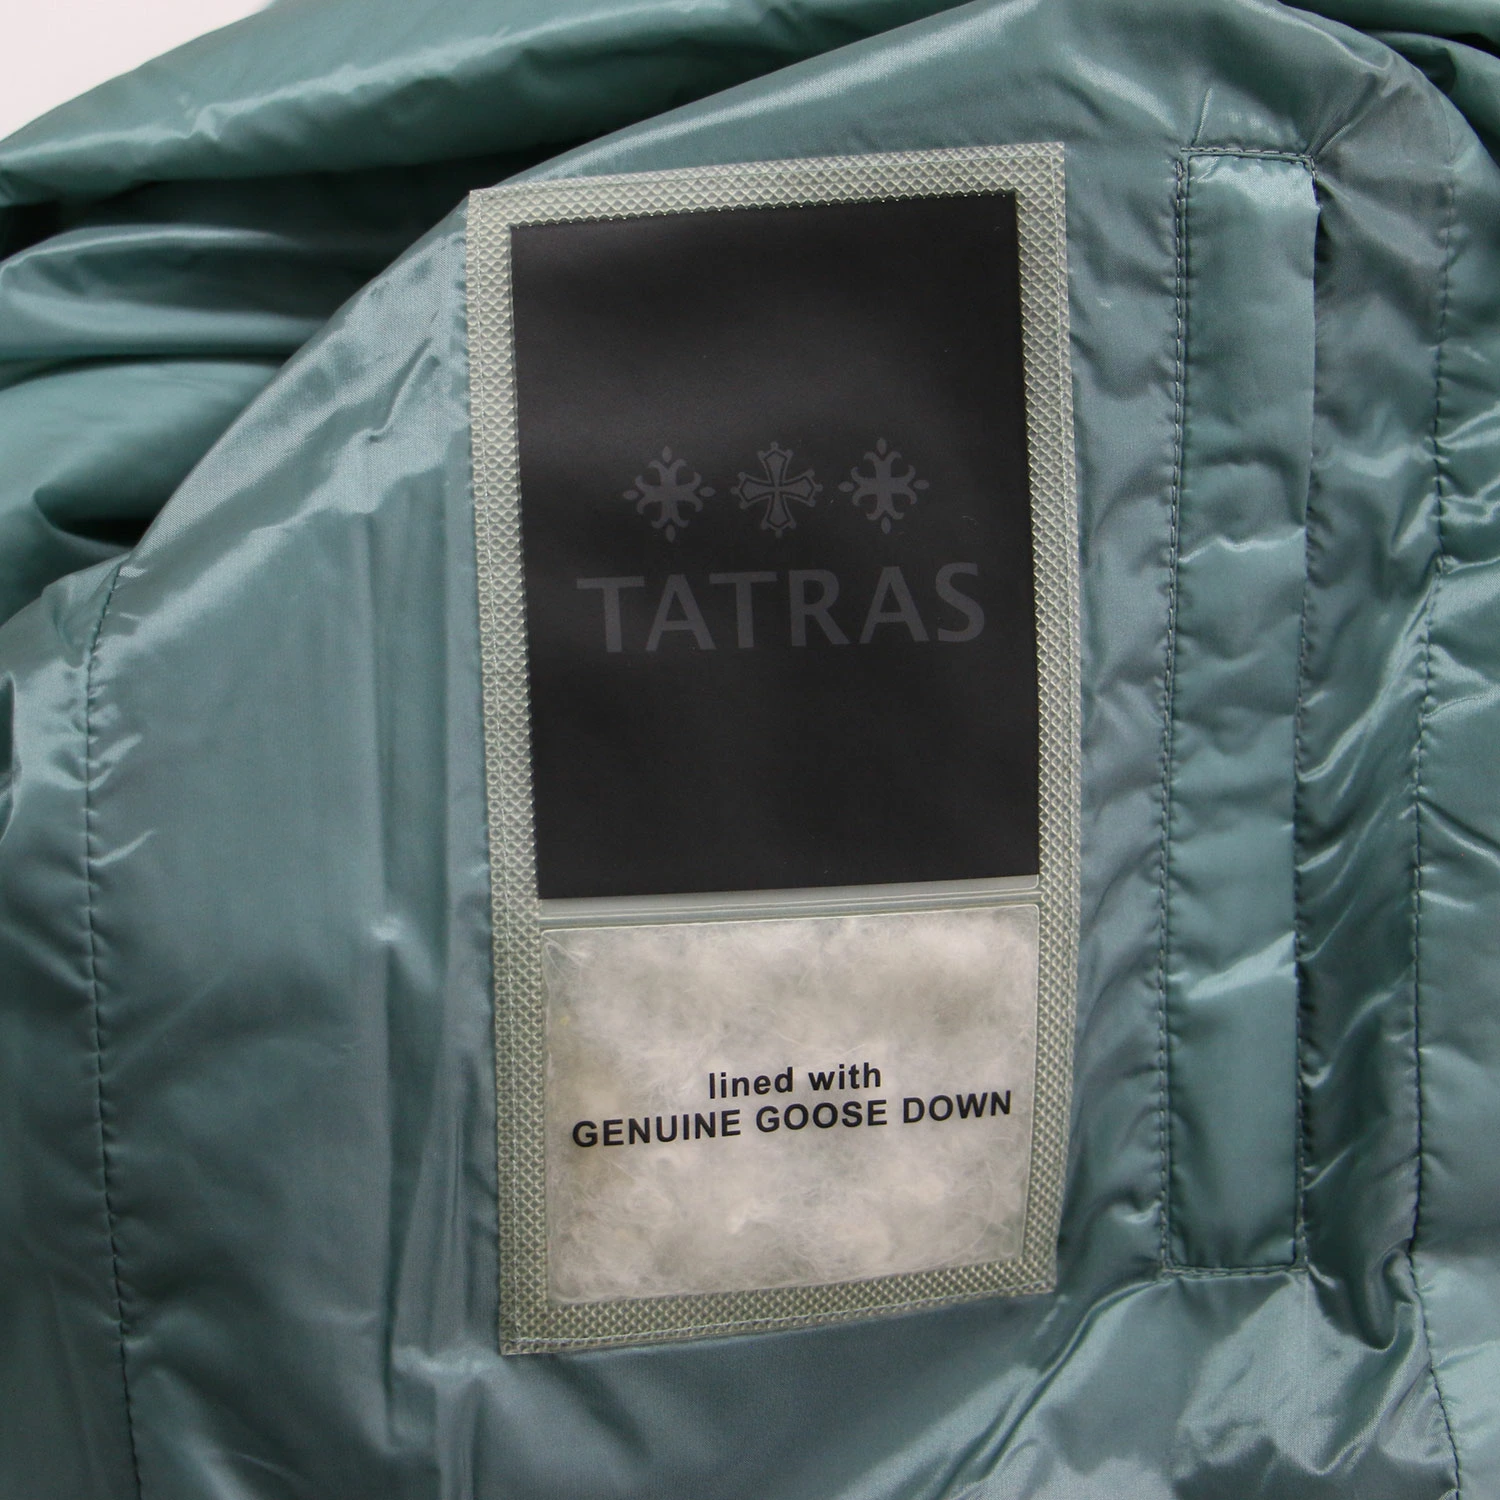 TATRAS
lined with
GENUINE GOOSE DOWN